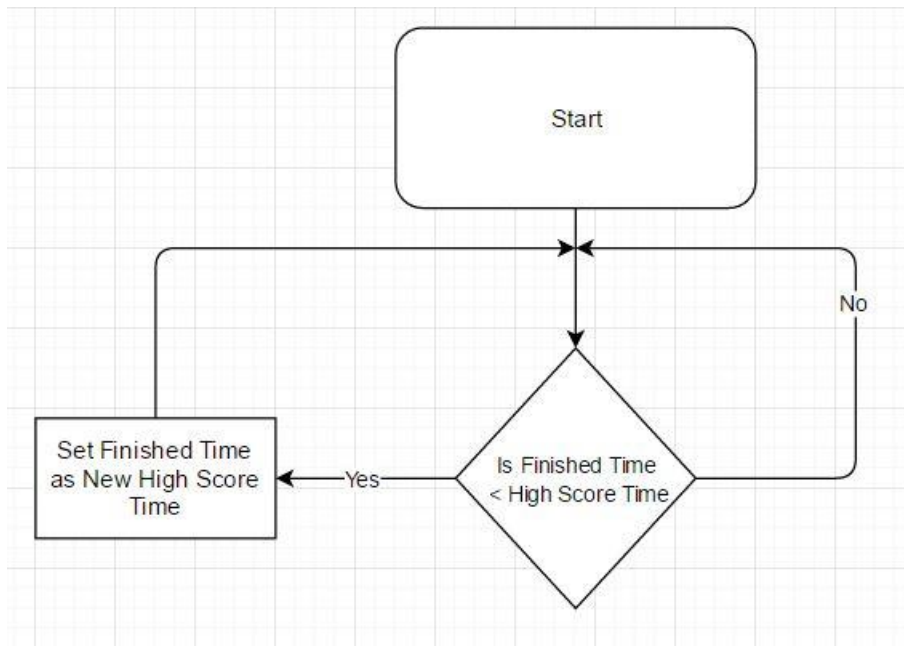 Start
No
Set Finished Time
as New High Score
Time
Yes
Is Finished Time
< High Score Time